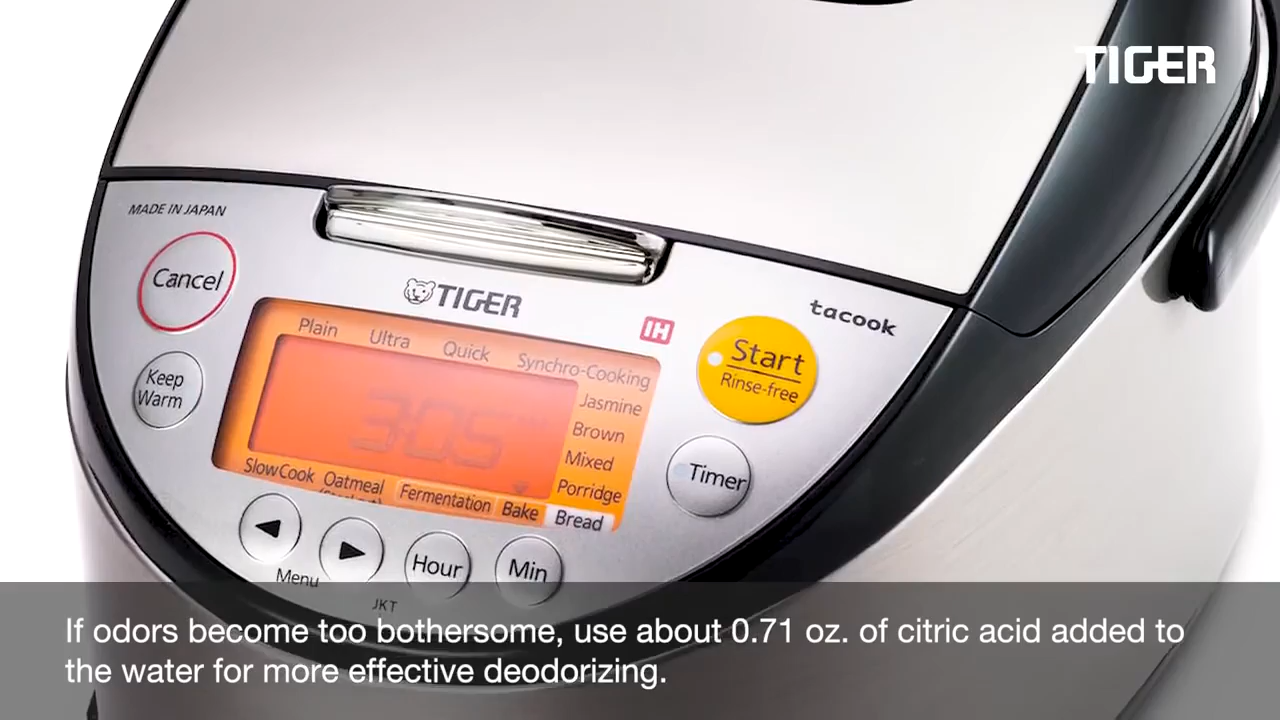 TIGER
MADE IN JAPAN
Cancel
TIGER
IH
tacook
Plain Ultra Quick Synchro-Cooking
Start
Rinse-free
Keep
Warm
3:05
Jasmine
Brown
Mixed
Porridge
Timer
Slow Cook Oatmeal Fermentation Bake Bread
Hour Min
Menu
JKT
If odors become too bothersome, use about 0.71 oz. of citric acid added to
the water for more effective deodorizing.